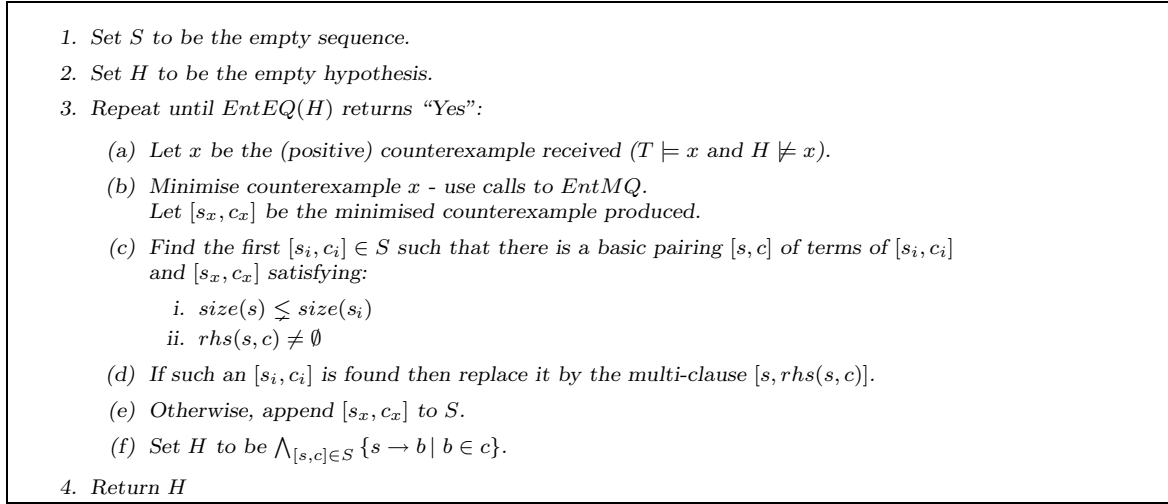 1. Set S to be the empty sequence.
2. Set H to be the empty hypothesis.
3. Repeat until EntEQ(H) returns “Yes”:
(a) Let x be the (positive) counterexample received (T ⊨ x and H ⊭ x).
(b) Minimise counterexample x - use calls to EntMQ.
Let [s_x, c_x] be the minimised counterexample produced.
(c) Find the first [s_i, c_i] ∈ S such that there is a basic pairing [s, c] of terms of [s_i, c_i]
and [s_x, c_x] satisfying:
i. size(s) ≨ size(s_i)
ii. rhs(s, c) ≠ ∅
(d) If such an [s_i, c_i] is found then replace it by the multi-clause [s, rhs(s, c)].
(e) Otherwise, append [s_x, c_x] to S.
(f) Set H to be ⋀_{[s,c]∈S} {s → b | b ∈ c}.
4. Return H